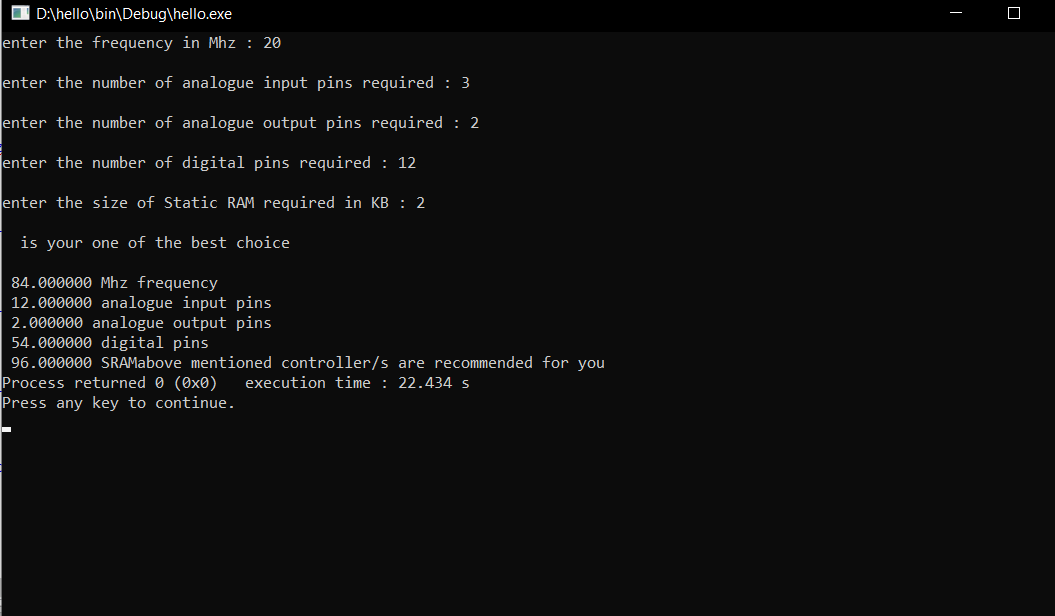 D:\hello\bin\Debug\hello.exe
enter the frequency in Mhz : 20
enter the number of analogue input pins required : 3
enter the number of analogue output pins required : 2
enter the number of digital pins required : 12
enter the size of Static RAM required in KB : 2
is your one of the best choice
84.000000 Mhz frequency
12.000000 analogue input pins
2.000000 analogue output pins
54.000000 digital pins
96.000000 SRAMabove mentioned controller/s are recommended for you
Process returned 0 (0x0)   execution time : 22.434 s
Press any key to continue.